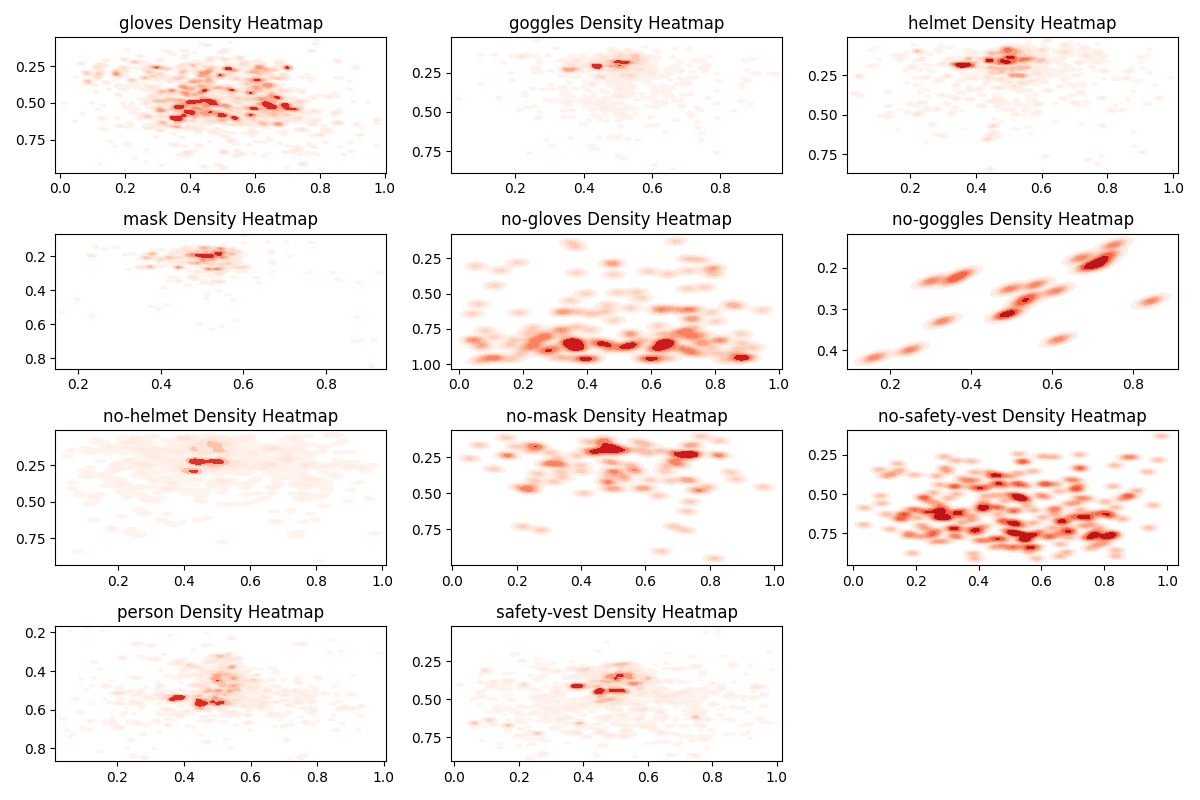 gloves Density Heatmap
0.25
0.50
0.75
0.0 0.2 0.4 0.6 0.8 1.0
goggles Density Heatmap
0.25
0.50
0.75
0.2 0.4 0.6 0.8
helmet Density Heatmap
0.25
0.50
0.75
0.2 0.4 0.6 0.8 1.0
mask Density Heatmap
0.2
0.4
0.6
0.8
0.2 0.4 0.6 0.8
no-gloves Density Heatmap
0.25
0.50
0.75
1.00
0.0 0.2 0.4 0.6 0.8 1.0
no-goggles Density Heatmap
0.2
0.3
0.4
0.2 0.4 0.6 0.8
no-helmet Density Heatmap
0.25
0.50
0.75
0.2 0.4 0.6 0.8 1.0
no-mask Density Heatmap
0.25
0.50
0.75
0.0 0.2 0.4 0.6 0.8 1.0
no-safety-vest Density Heatmap
0.25
0.50
0.75
0.0 0.2 0.4 0.6 0.8 1.0
person Density Heatmap
0.2
0.4
0.6
0.8
0.2 0.4 0.6 0.8 1.0
safety-vest Density Heatmap
0.25
0.50
0.75
0.0 0.2 0.4 0.6 0.8 1.0